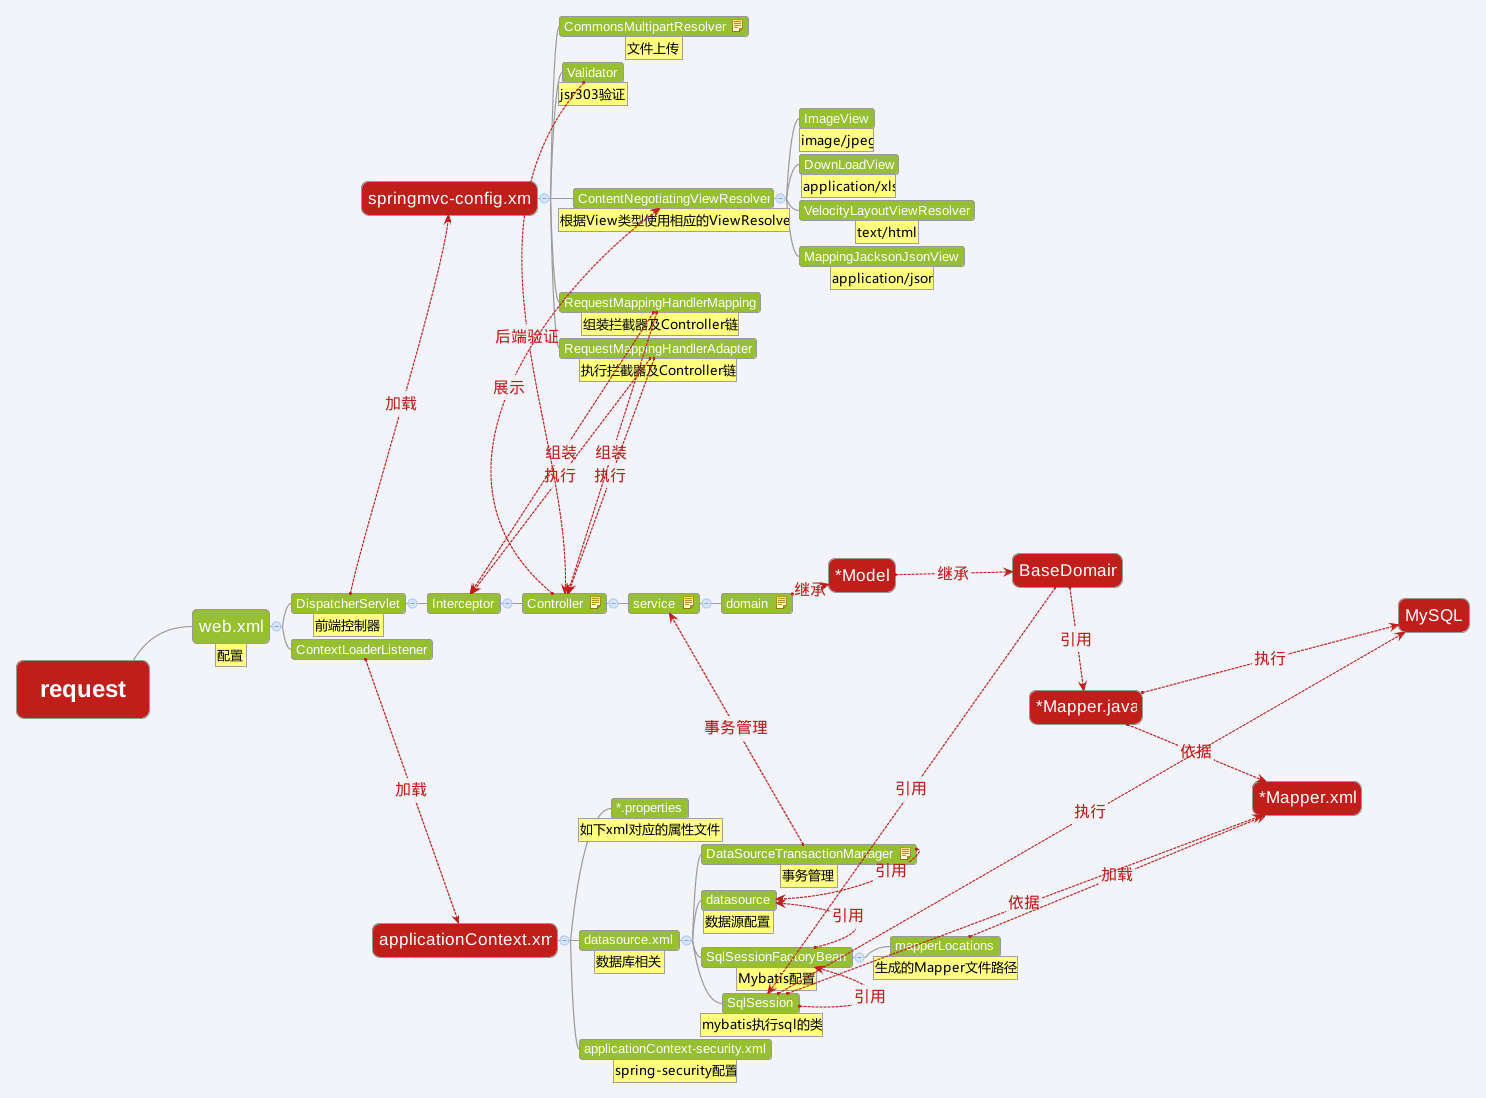 CommonsMultipartResolver
文件上传
Validator
jsr303验证
ImageView
image/jpeg
DownLoadView
application/xls
springmvc-config.xm
ContentNegotiatingViewResolver
根据View类型使用相应的ViewResolve
VelocityLayoutViewResolver
text/html
MappingJacksonJsonView
application/jsor
RequestMappingHandlerMapping
组装拦截器及Controller链
后端验证
RequestMappingHandlerAdapter
执行拦截器及Controller链
展示
加载
组装
组装
执行
执行
*Model
继承
BaseDomair
继承
DispatcherServlet
前端控制器
Interceptor
Controller
service
domain
MySQL
web.xml
配置
ContextLoaderListener
引用
执行
request
*Mapper.java
事务管理
依据
加载
引用
*Mapper.xml
*.properties
如下xml对应的属性文件
执行
DataSourceTransactionManager
事务管理
引用
加载
datasource
数据源配置
引用
依据
applicationContext.xm
datasource.xml
数据库相关
SqlSessionFactoryBean
Mybatis配置
mapperLocations
生成的Mapper文件路径
SqlSession
mybatis执行sql的类
引用
applicationContext-security.xml
spring-security配置